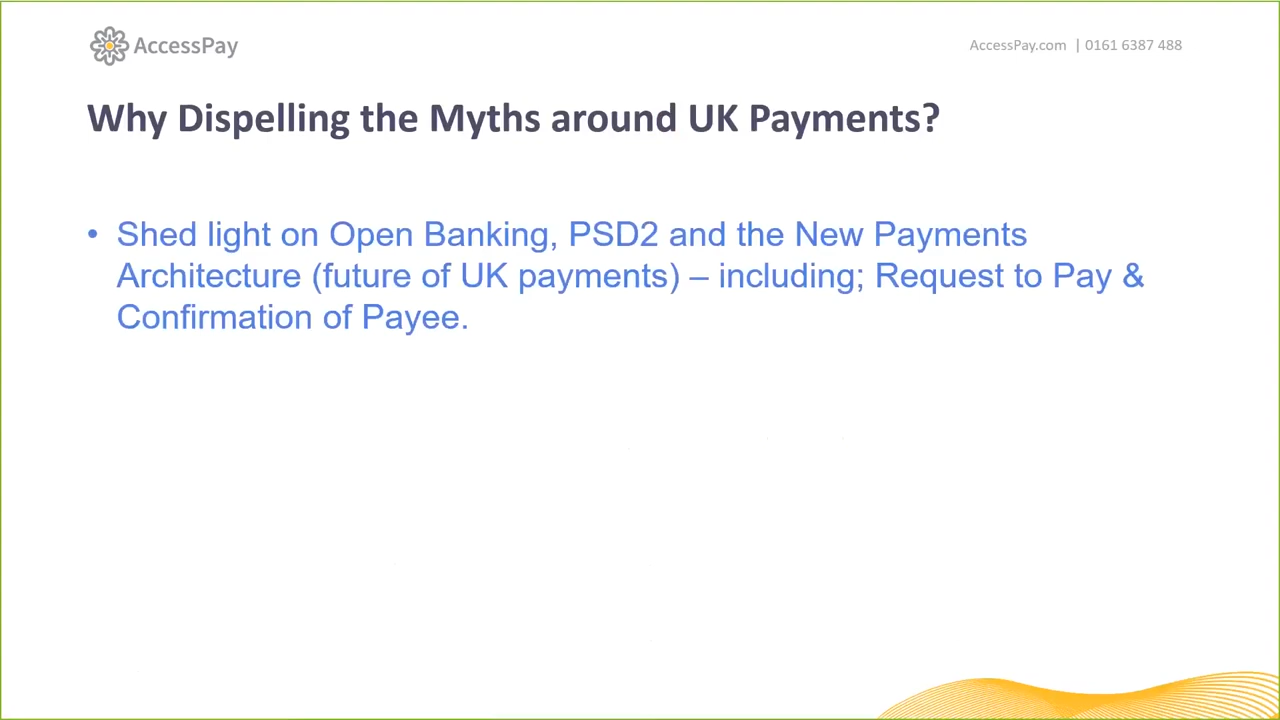 AccessPay
AccessPay.com | 0161 6387 488
Why Dispelling the Myths around UK Payments?
• Shed light on Open Banking, PSD2 and the New Payments
Architecture (future of UK payments) – including; Request to Pay &
Confirmation of Payee.